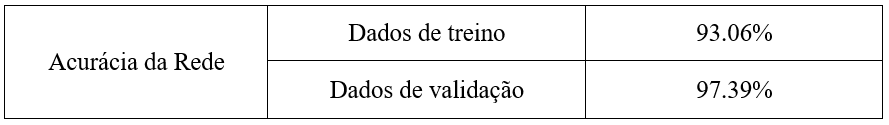 Acurácia da Rede
Dados de treino
93.06%
Dados de validação
97.39%